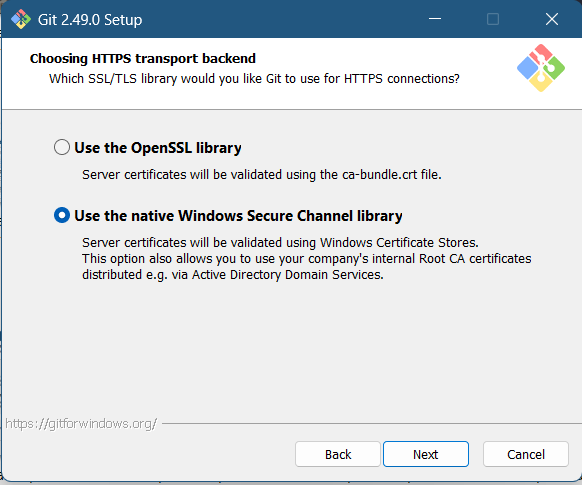 Git 2.49.0 Setup
Choosing HTTPS transport backend
Which SSL/TLS library would you like Git to use for HTTPS connections?
Use the OpenSSL library
Server certificates will be validated using the ca-bundle.crt file.
Use the native Windows Secure Channel library
Server certificates will be validated using Windows Certificate Stores.
This option also allows you to use your company's internal Root CA certificates
distributed e.g. via Active Directory Domain Services.
https://gitforwindows.org/
Back
Next
Cancel